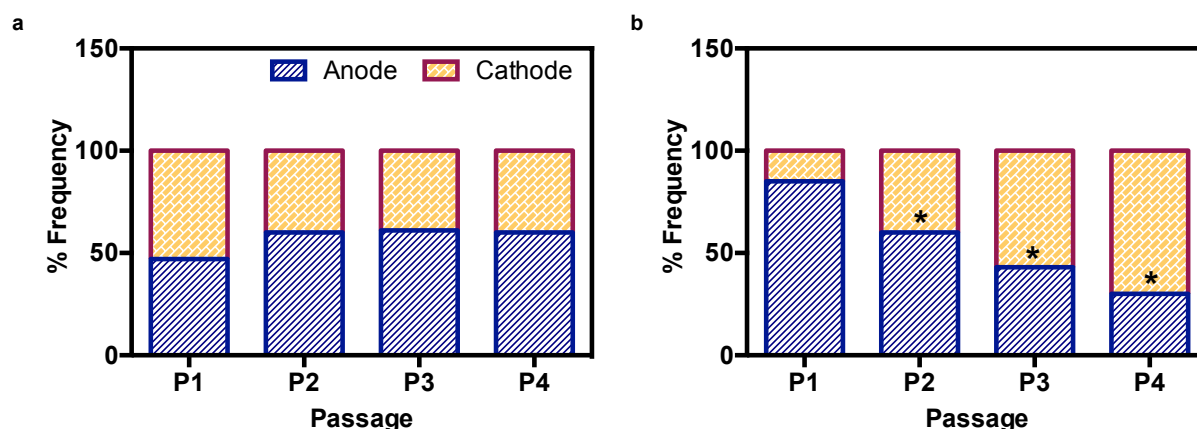 a
150
100
50
0
% Frequency
Anode Cathode
P1 P2 P3 P4
Passage
b
150
100
50
0
% Frequency
*
*
*
P1 P2 P3 P4
Passage